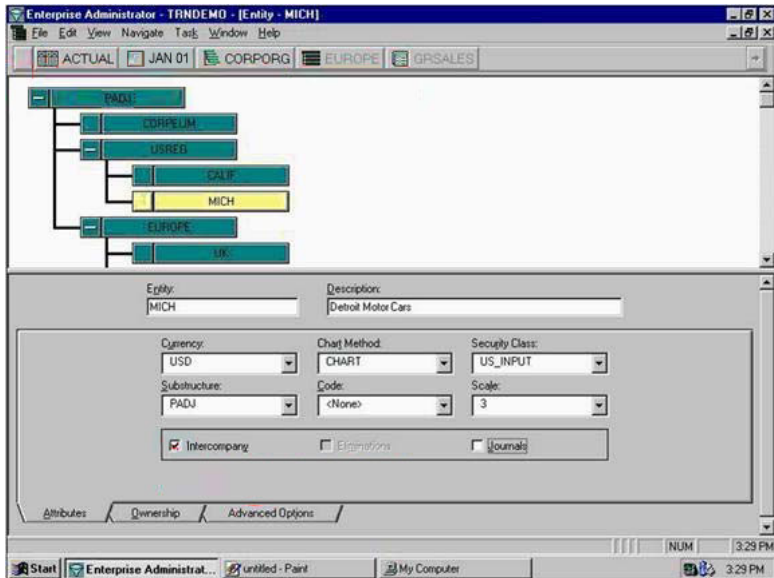 Enterprise Administrator - TRNDEMO - [Entity - MICH]
File Edit View Navigate Task Window Help
ACTUAL JAN 01 CORPORG EUROPE GRSALES
PADJ
CORPELIM
USREG
CALIF
MICH
EUROPE
UK
Entity: Description:
MICH Detroit Motor Cars
Currency: Chart Method: Security Class:
USD CHART US_INPUT
Substructure: Code: Scale:
PADJ <None> 3
Intercompany Eliminations Journals
Attributes Ownership Advanced Options
NUM 3:29 PM
Start Enterprise Administrat... untitled - Paint My Computer 3:29 PM